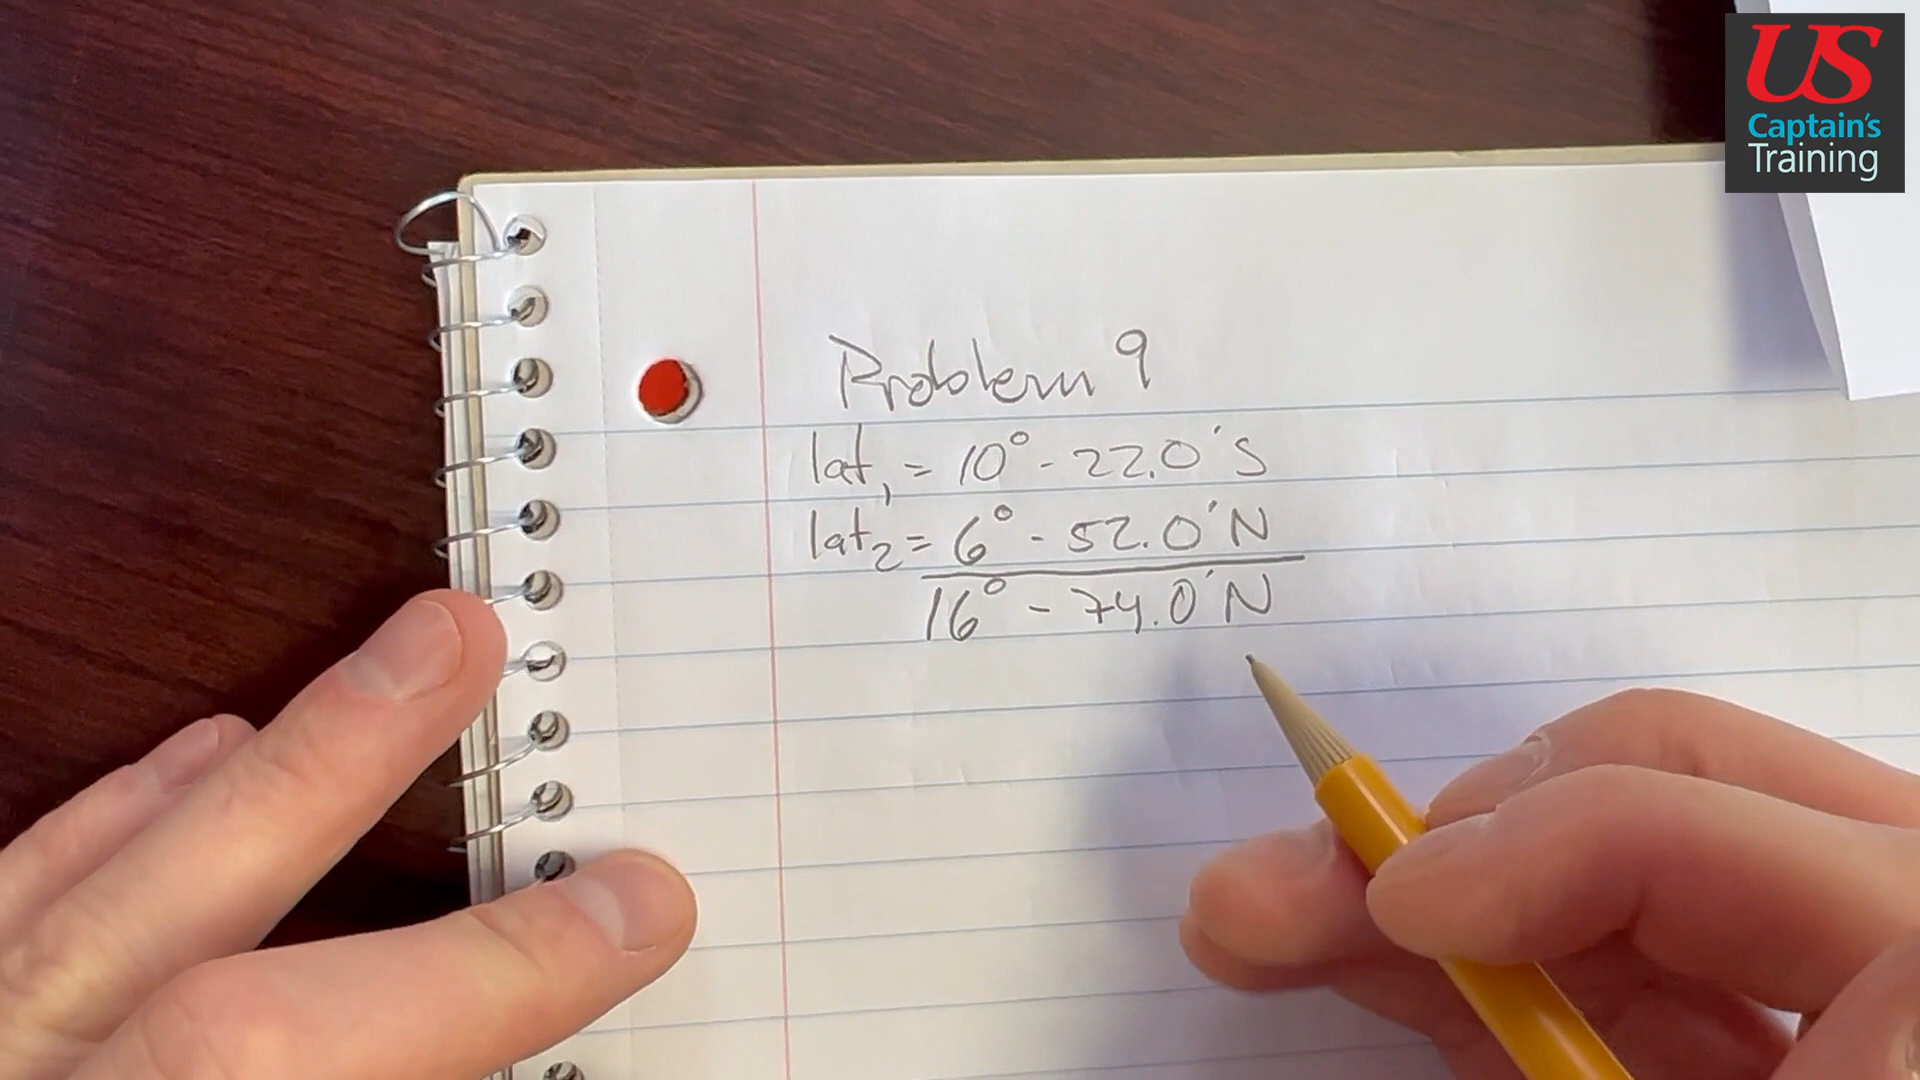 US
Captain's
Training
Problem 9
lat₁ = 10° - 22.0's
lat₂ = 6° - 52.0'N
16° - 74.0'N